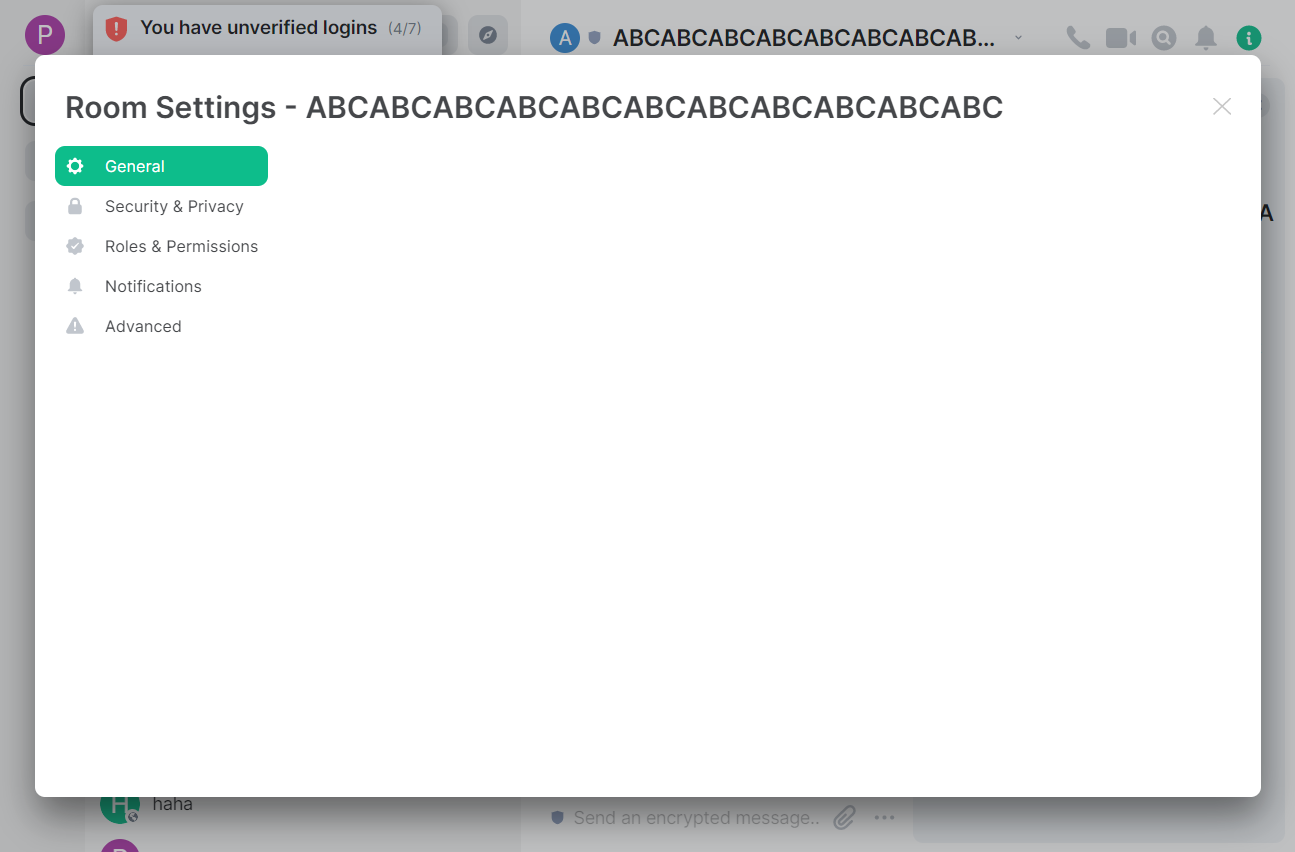 P
You have unverified logins (4/7)
A
ABCABCABCABCABCABCABCAB...
Room Settings - ABCABCABCABCABCABCABCABCABCABCABC
General
Security & Privacy
Roles & Permissions
Notifications
Advanced
A
H
haha
Send an encrypted message..